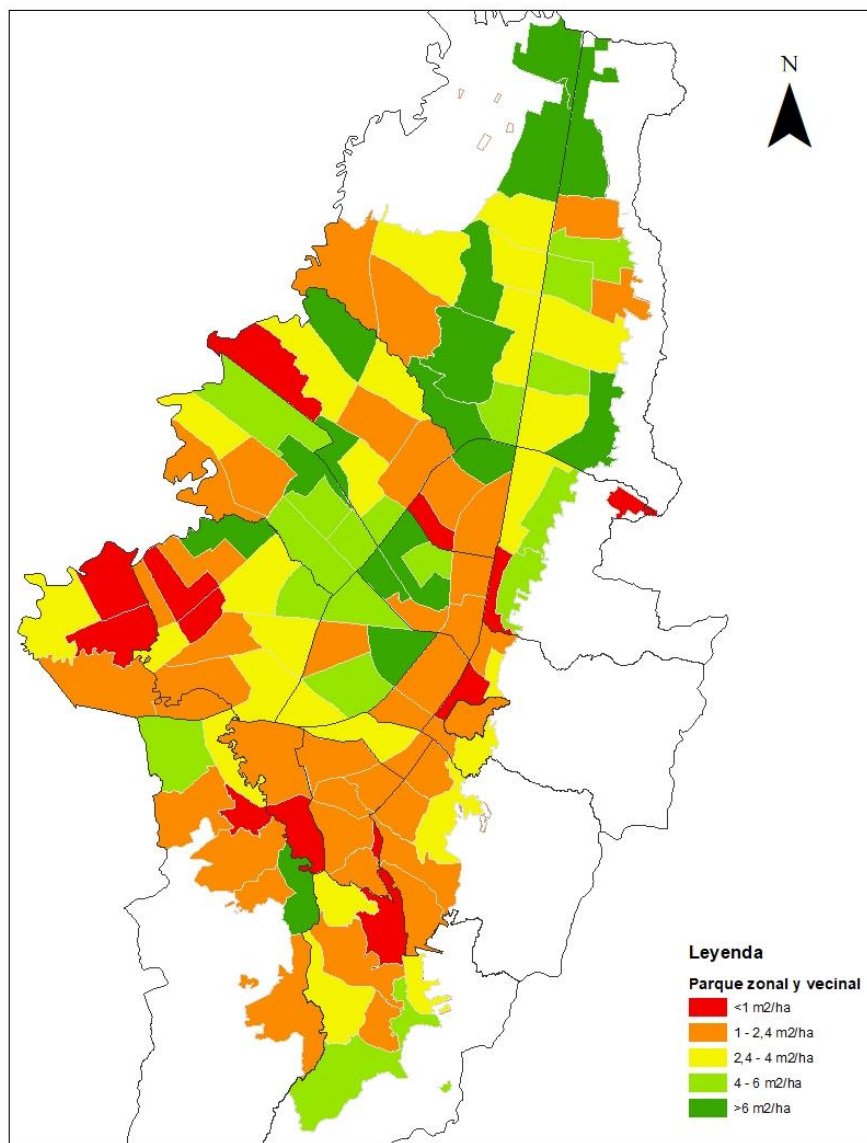 N
Leyenda
Parque zonal y vecinal
<1 m2/ha
1 - 2,4 m2/ha
2,4 - 4 m2/ha
4 - 6 m2/ha
>6 m2/ha